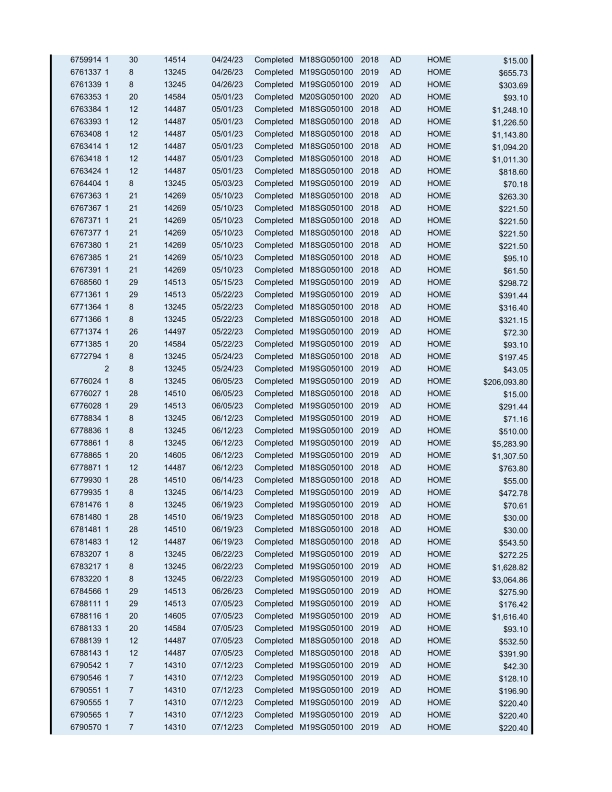 6759914 1 30 14514 04/24/23 Completed M18SG050100 2018 AD HOME $15.00
6761337 1 8 13245 04/26/23 Completed M19SG050100 2019 AD HOME $655.73
6761339 1 8 13245 04/26/23 Completed M19SG050100 2019 AD HOME $303.69
6763353 1 20 14584 05/01/23 Completed M20SG050100 2020 AD HOME $93.10
6763384 1 12 14487 05/01/23 Completed M18SG050100 2018 AD HOME $1,248.10
6763393 1 12 14487 05/01/23 Completed M18SG050100 2018 AD HOME $1,226.50
6763408 1 12 14487 05/01/23 Completed M18SG050100 2018 AD HOME $1,143.80
6763414 1 12 14487 05/01/23 Completed M18SG050100 2018 AD HOME $1,094.20
6763418 1 12 14487 05/01/23 Completed M18SG050100 2018 AD HOME $1,011.30
6763424 1 12 14487 05/01/23 Completed M18SG050100 2018 AD HOME $818.60
6764404 1 8 13245 05/03/23 Completed M19SG050100 2019 AD HOME $70.18
6767363 1 21 14269 05/10/23 Completed M18SG050100 2018 AD HOME $263.30
6767367 1 21 14269 05/10/23 Completed M18SG050100 2018 AD HOME $221.50
6767371 1 21 14269 05/10/23 Completed M18SG050100 2018 AD HOME $221.50
6767377 1 21 14269 05/10/23 Completed M18SG050100 2018 AD HOME $221.50
6767380 1 21 14269 05/10/23 Completed M18SG050100 2018 AD HOME $221.50
6767385 1 21 14269 05/10/23 Completed M18SG050100 2018 AD HOME $95.10
6767391 1 21 14269 05/10/23 Completed M18SG050100 2018 AD HOME $61.50
6768560 1 29 14513 05/15/23 Completed M19SG050100 2019 AD HOME $298.72
6771361 1 29 14513 05/22/23 Completed M19SG050100 2019 AD HOME $391.44
6771364 1 8 13245 05/22/23 Completed M18SG050100 2018 AD HOME $316.40
6771366 1 8 13245 05/22/23 Completed M18SG050100 2018 AD HOME $321.15
6771374 1 26 14497 05/22/23 Completed M19SG050100 2019 AD HOME $72.30
6771385 1 20 14584 05/22/23 Completed M19SG050100 2019 AD HOME $93.10
6772794 1 8 13245 05/24/23 Completed M18SG050100 2018 AD HOME $197.45
2 8 13245 05/24/23 Completed M19SG050100 2019 AD HOME $43.05
6776024 1 8 13245 06/05/23 Completed M19SG050100 2019 AD HOME $206,093.80
6776027 1 28 14510 06/05/23 Completed M18SG050100 2018 AD HOME $15.00
6776028 1 29 14513 06/05/23 Completed M19SG050100 2019 AD HOME $291.44
6778834 1 8 13245 06/12/23 Completed M19SG050100 2019 AD HOME $71.16
6778836 1 8 13245 06/12/23 Completed M19SG050100 2019 AD HOME $510.00
6778861 1 8 13245 06/12/23 Completed M19SG050100 2019 AD HOME $5,283.90
6778865 1 20 14605 06/12/23 Completed M19SG050100 2019 AD HOME $1,307.50
6778871 1 12 14487 06/12/23 Completed M18SG050100 2018 AD HOME $763.80
6779930 1 28 14510 06/14/23 Completed M18SG050100 2018 AD HOME $55.00
6779935 1 8 13245 06/14/23 Completed M19SG050100 2019 AD HOME $472.78
6781476 1 8 13245 06/19/23 Completed M19SG050100 2019 AD HOME $70.61
6781480 1 28 14510 06/19/23 Completed M18SG050100 2018 AD HOME $30.00
6781481 1 28 14510 06/19/23 Completed M18SG050100 2018 AD HOME $30.00
6781483 1 12 14487 06/19/23 Completed M18SG050100 2018 AD HOME $543.50
6783207 1 8 13245 06/22/23 Completed M19SG050100 2019 AD HOME $272.25
6783217 1 8 13245 06/22/23 Completed M19SG050100 2019 AD HOME $1,628.82
6783220 1 8 13245 06/22/23 Completed M19SG050100 2019 AD HOME $3,064.86
6784566 1 29 14513 06/26/23 Completed M19SG050100 2019 AD HOME $275.90
6788111 1 29 14513 07/05/23 Completed M19SG050100 2019 AD HOME $176.42
6788116 1 20 14605 07/05/23 Completed M19SG050100 2019 AD HOME $1,616.40
6788133 1 20 14584 07/05/23 Completed M19SG050100 2019 AD HOME $93.10
6788139 1 12 14487 07/05/23 Completed M18SG050100 2018 AD HOME $532.50
6788143 1 12 14487 07/05/23 Completed M18SG050100 2018 AD HOME $391.90
6790542 1 7 14310 07/12/23 Completed M19SG050100 2019 AD HOME $42.30
6790546 1 7 14310 07/12/23 Completed M19SG050100 2019 AD HOME $128.10
6790551 1 7 14310 07/12/23 Completed M19SG050100 2019 AD HOME $196.90
6790555 1 7 14310 07/12/23 Completed M19SG050100 2019 AD HOME $220.40
6790565 1 7 14310 07/12/23 Completed M19SG050100 2019 AD HOME $220.40
6790570 1 7 14310 07/12/23 Completed M19SG050100 2019 AD HOME $220.40